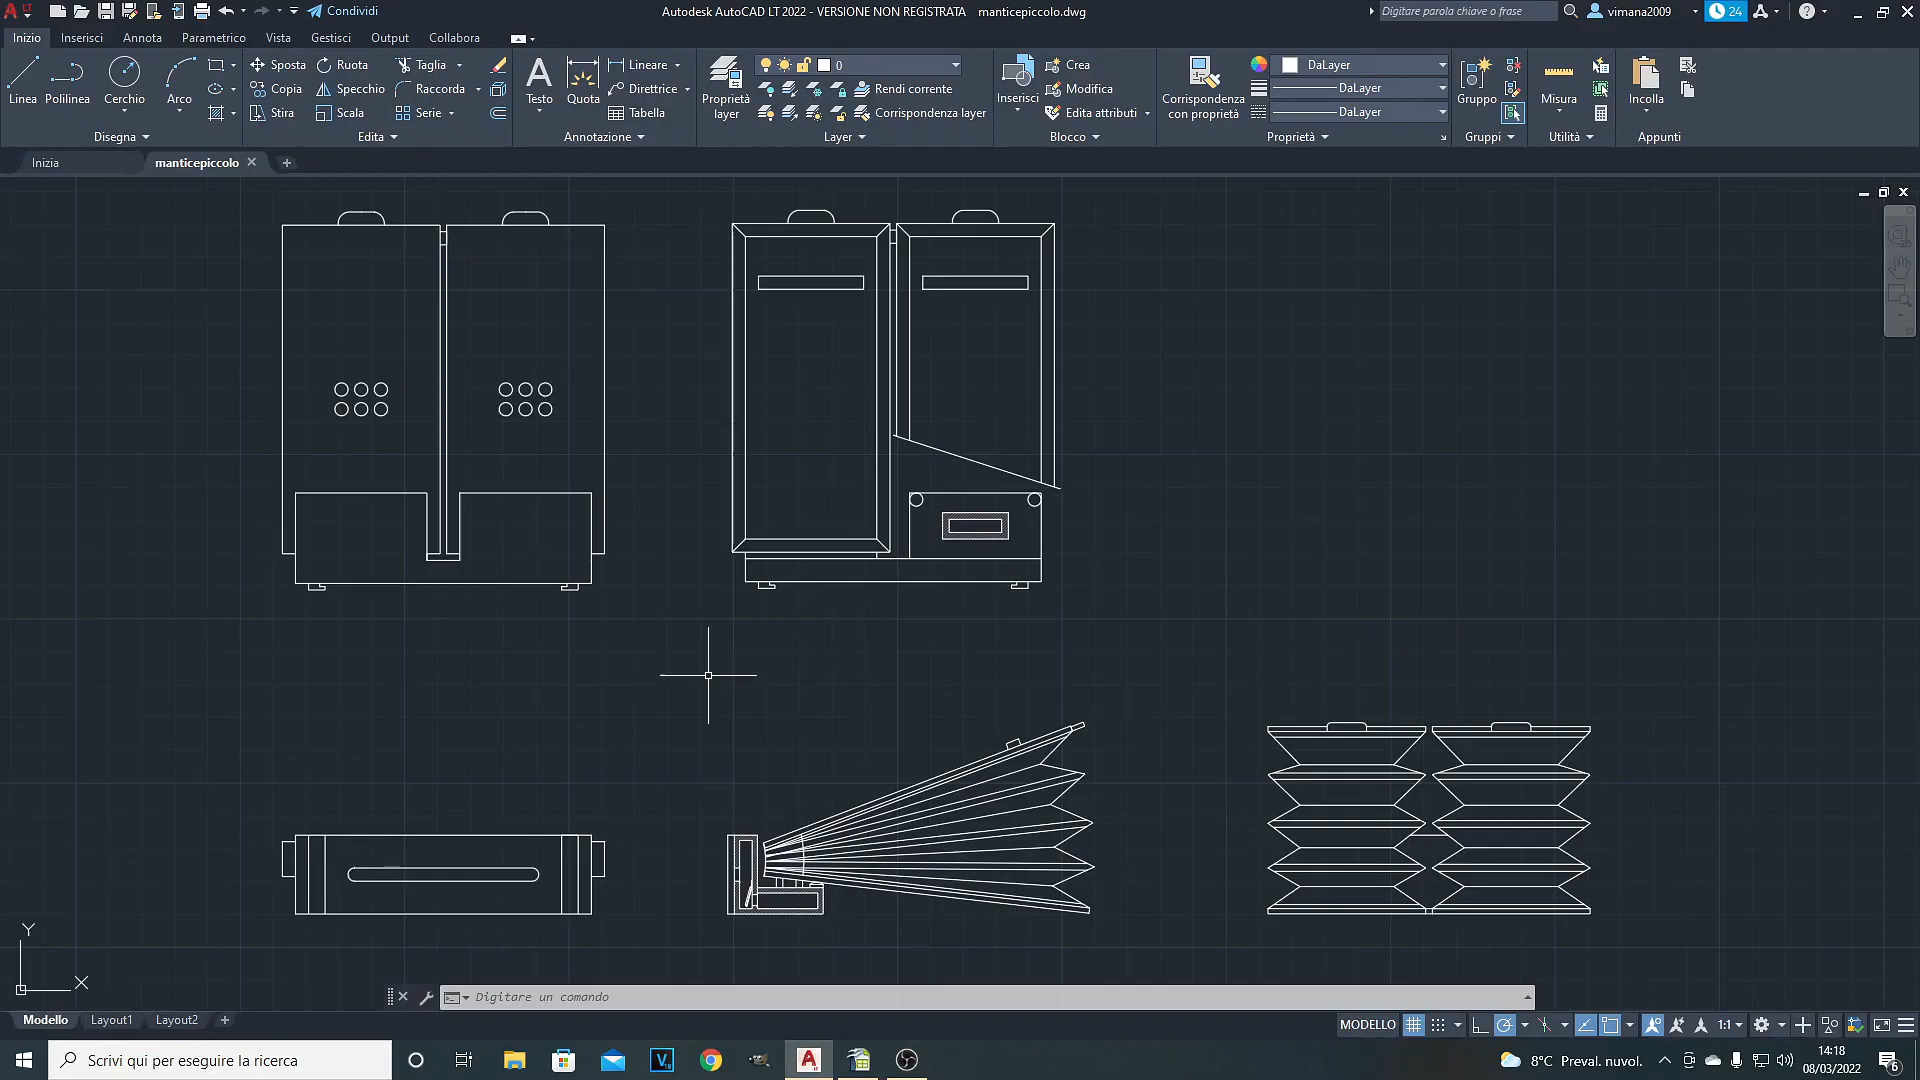 LT
Condividi
Autodesk AutoCAD LT 2022 - VERSIONE NON REGISTRATA manticepiccolo.dwg
Digitare parola chiave o frase
vimana2009
24
Inizio Inserisci Annota Parametrico Vista Gestisci Output Collabora
Linea Polilinea Cerchio Arco
Disegna
Sposta Ruota Taglia
Copia Specchio Raccorda
Stira Scala Serie
Edita
Testo Quota
Lineare
Direttrice
Tabella
Annotazione
Proprietà layer
0
Rendi corrente
Corrispondenza layer
Layer
Inserisci
Crea
Modifica
Edita attributi
Blocco
Corrispondenza con proprietà
DaLayer
DaLayer
DaLayer
Proprietà
Gruppo
Gruppi
Misura
Utilità
Incolla
Appunti
Inizia manticepiccolo
Y
X
Digitare un comando
Modello Layout1 Layout2
MODELLO 1:1
Scrivi qui per eseguire la ricerca
8°C Preval. nuvol.
14:18
08/03/2022
6